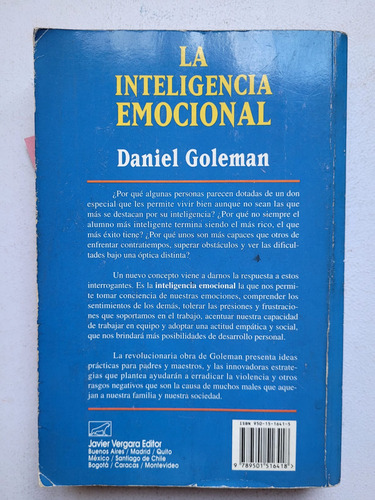 LA
INTELIGENCIA
EMOCIONAL
Daniel Goleman
¿Por qué algunas personas parecen dotadas de un don
especial que les permite vivir bien aunque no sean las que
más se destacan por su inteligencia? ¿Por qué no siempre el
alumno más inteligente termina siendo el más rico, el que
más éxito tiene? ¿Por qué unos son más capaces que otros de
enfrentar contratiempos, superar obstáculos y ver las dificul-
tades bajo una óptica distinta?
Un nuevo concepto viene a darnos la respuesta a estos
interrogantes. Es la inteligencia emocional la que nos permi-
te tomar conciencia de nuestras emociones, comprender los
sentimientos de los demás, tolerar las presiones y frustracio-
nes que soportamos en el trabajo, acentuar nuestra capacidad
de trabajar en equipo y adoptar una actitud empática y social,
que nos brindará más posibilidades de desarrollo personal.
La revolucionaria obra de Goleman presenta ideas
prácticas para padres y maestros, y las innovadoras estrate-
gias que plantea ayudarán a erradicar la violencia y otros
rasgos negativos que son la causa de muchos males que aque-
jan a nuestra familia y nuestra sociedad.
Javier Vergara Editor
Buenos Aires / Madrid / Quito
México / Santiago de Chile
Bogotá / Caracas / Montevideo
ISBN 950-15-1641-5
9 789501 516418